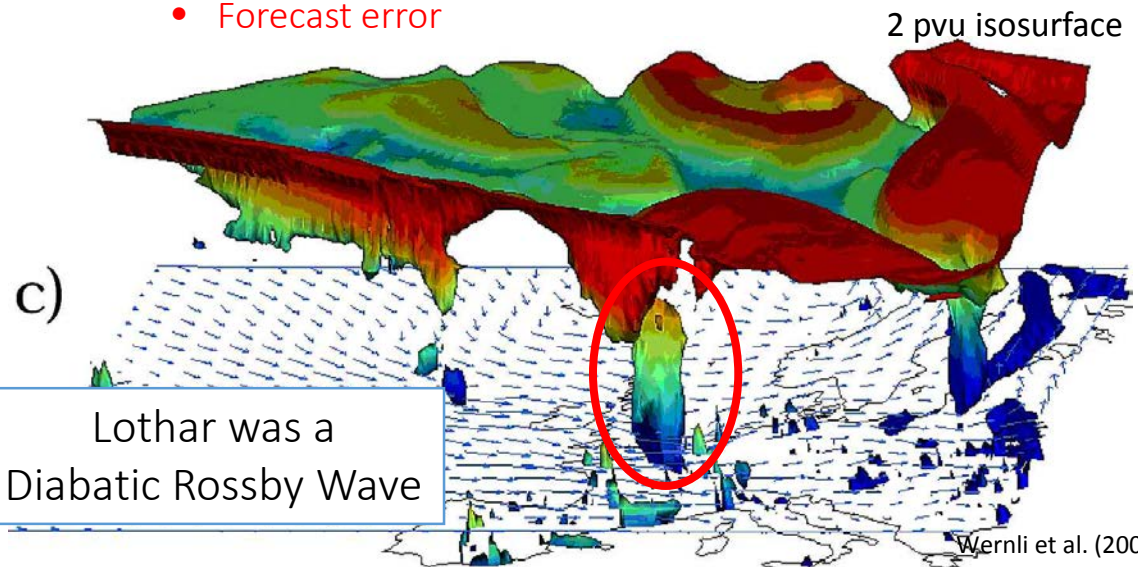 • Forecast error
2 pvu isosurface
c)
Lothar was a
Diabatic Rossby Wave
Wernli et al. (200